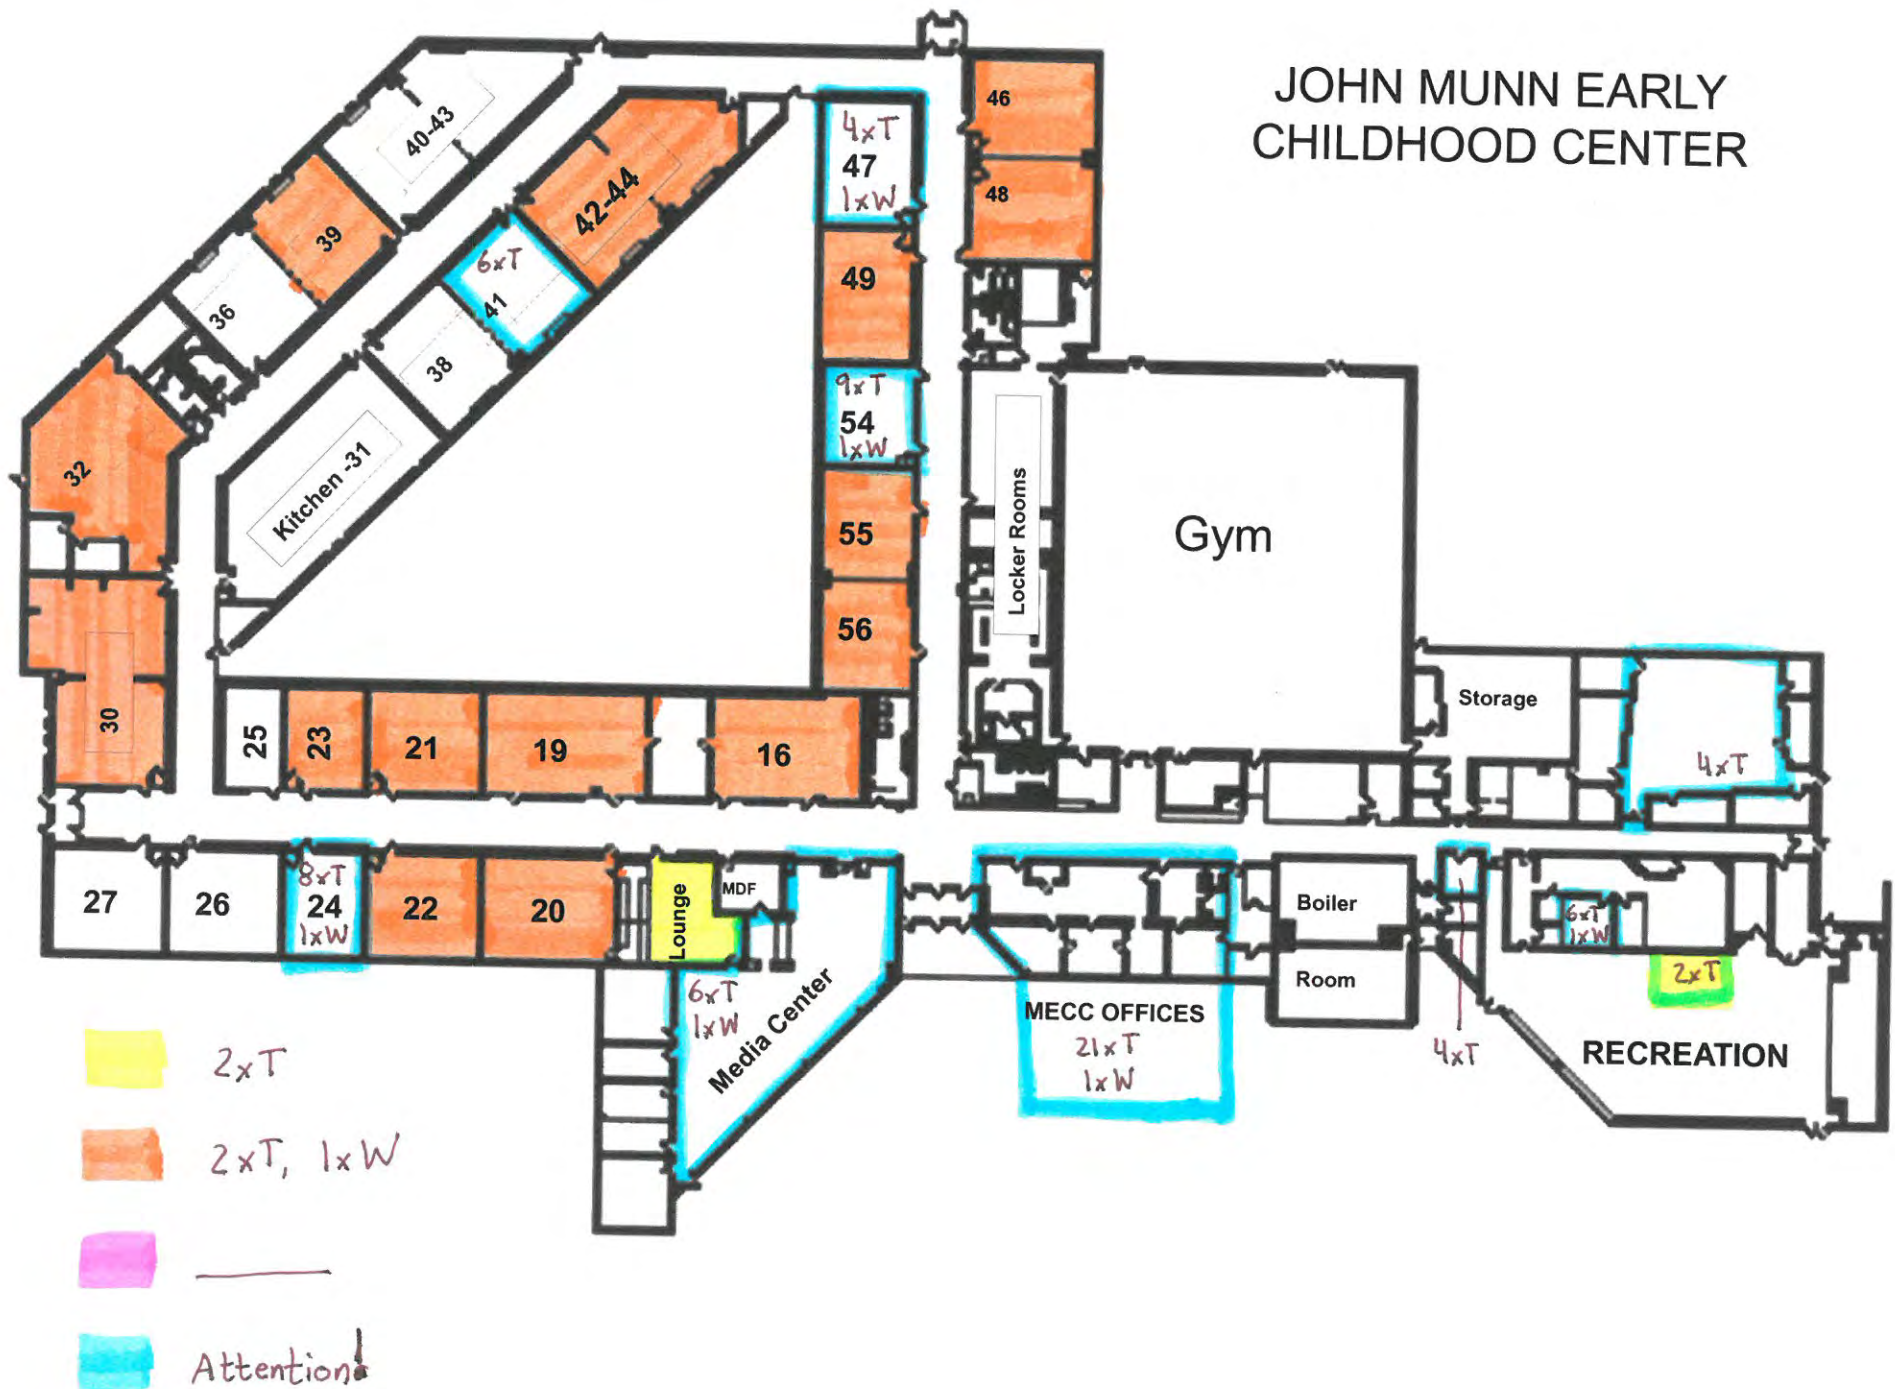 JOHN MUNN EARLY
CHILDHOOD CENTER
40-43
46
4xT
47
1xW
42-44
48
39
6xT
41
49
36
38
9xT
54
1xW
32
Kitchen -31
55
Locker Rooms
Gym
56
30
25
23
21
19
16
Storage
4xT
27
26
8xT
24
1xW
22
20
Lounge
MDF
Boiler
Room
6xT
1xW
2xT
6xT
1xW
Media Center
MECC OFFICES
21xT
1xW
4xT
RECREATION
2xT
2xT, 1xW
Attention!